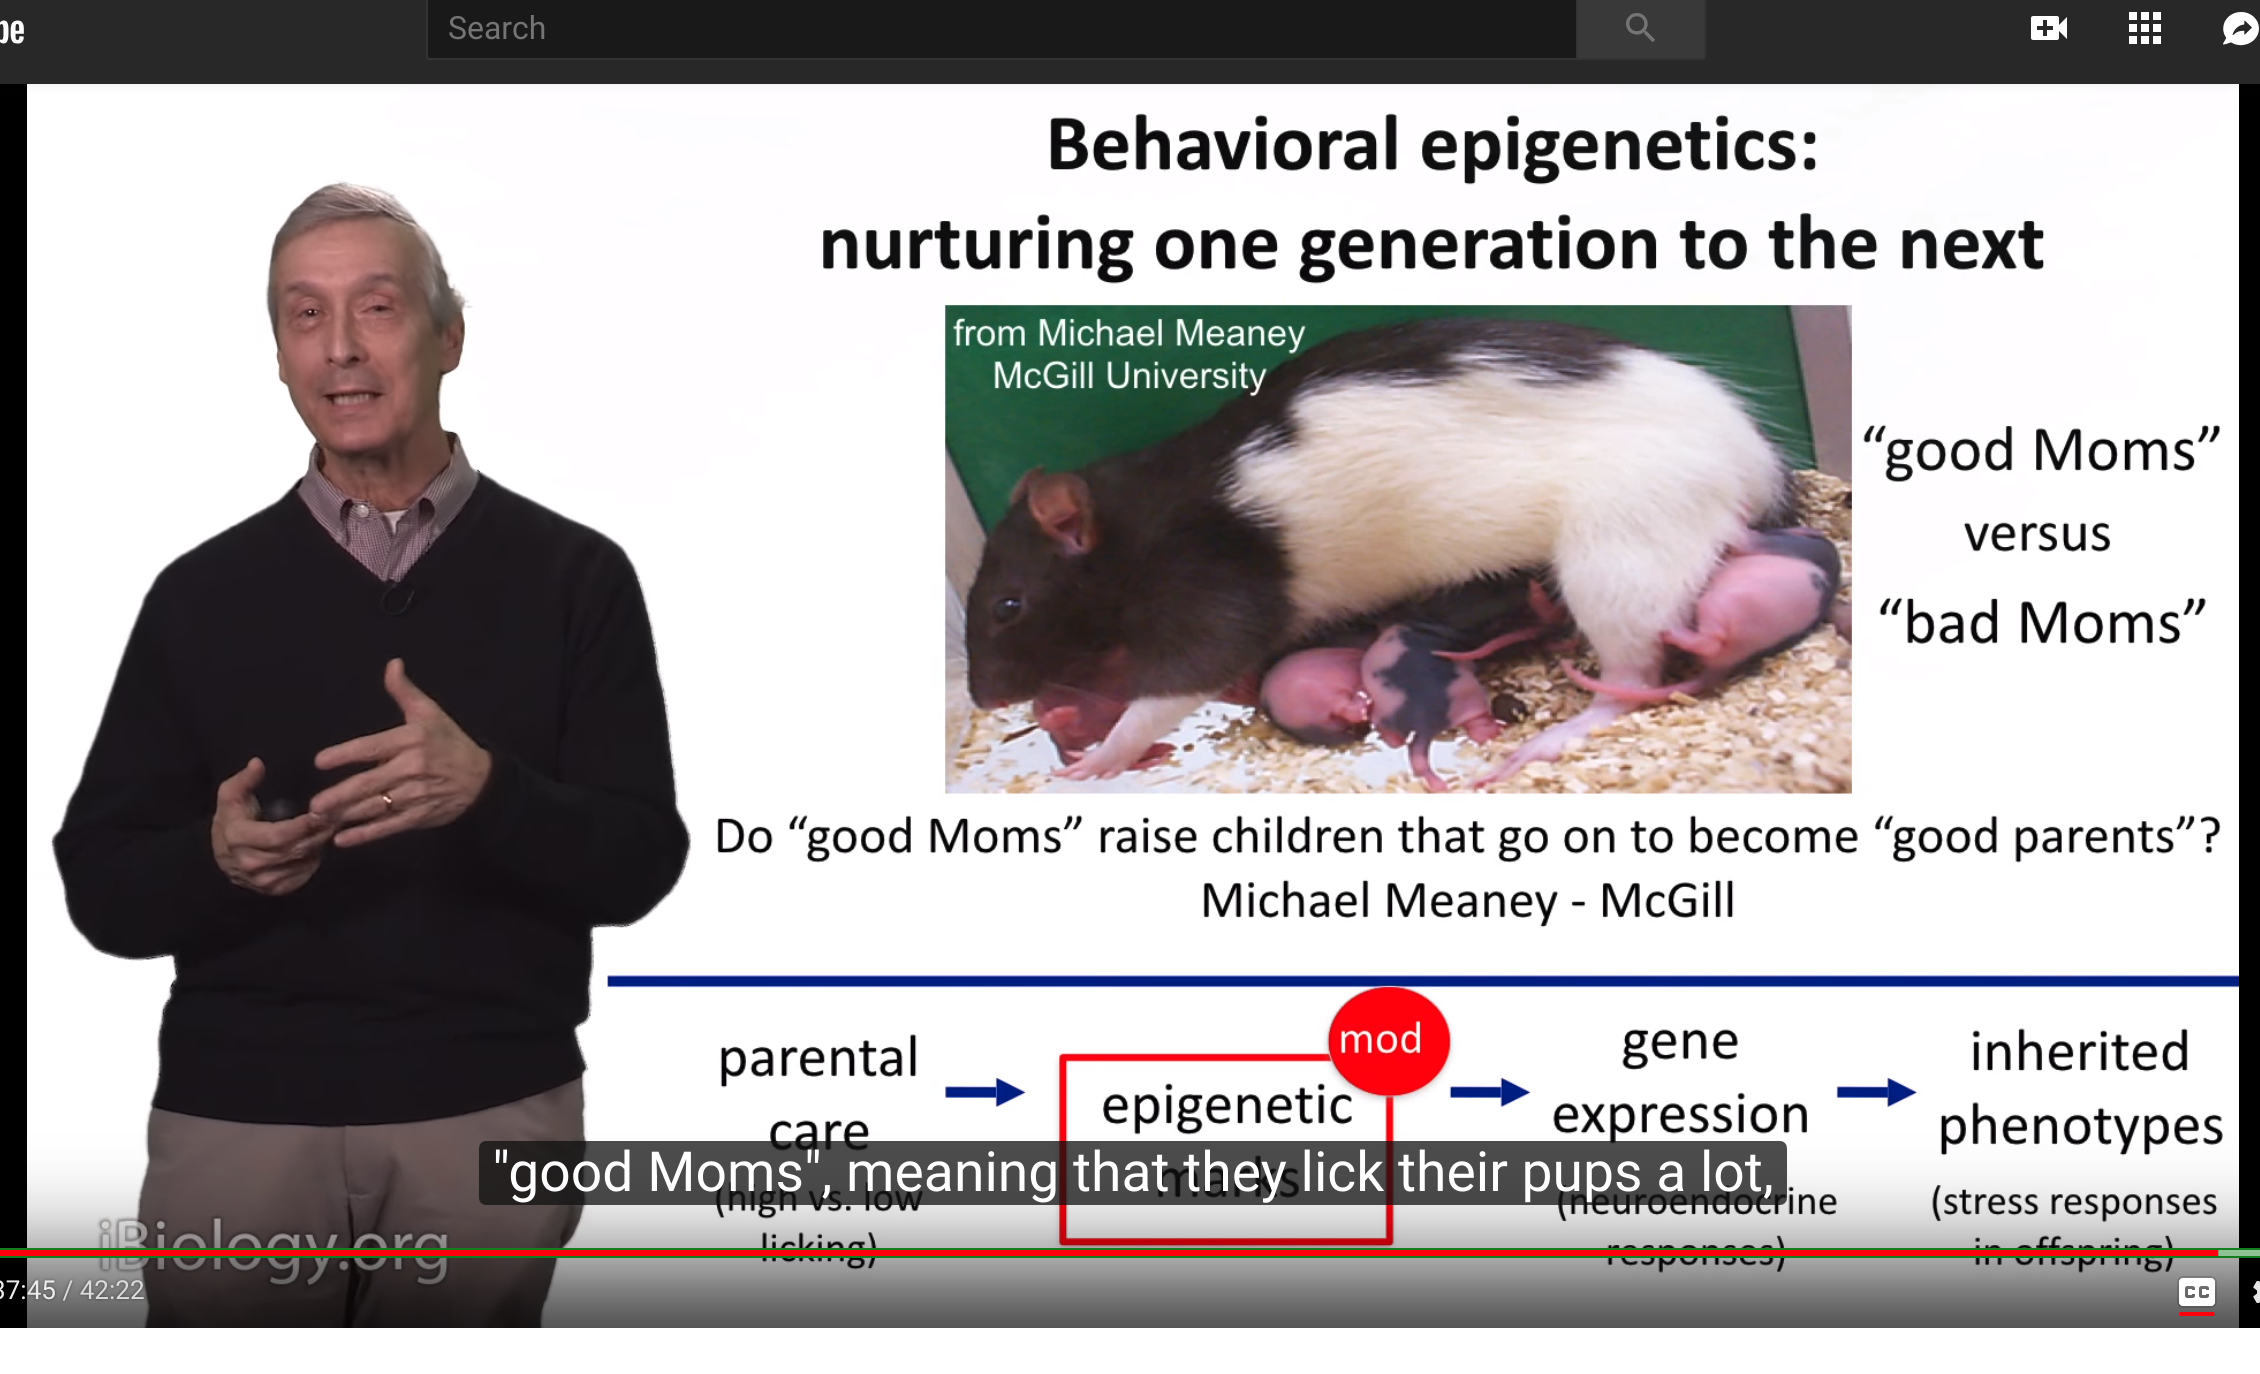 be
Search
Behavioral epigenetics:
nurturing one generation to the next
from Michael Meaney
McGill University
“good Moms”
versus
“bad Moms”
Do “good Moms” raise children that go on to become “good parents”?
Michael Meaney - McGill
parental
care
(high vs. low
licking)
mod
epigenetic
marks
gene
expression
(neuroendocrine
responses)
inherited
phenotypes
(stress responses
in offspring)
"good Moms", meaning that they lick their pups a lot,
iBiology.org
37:45 / 42:22
CC